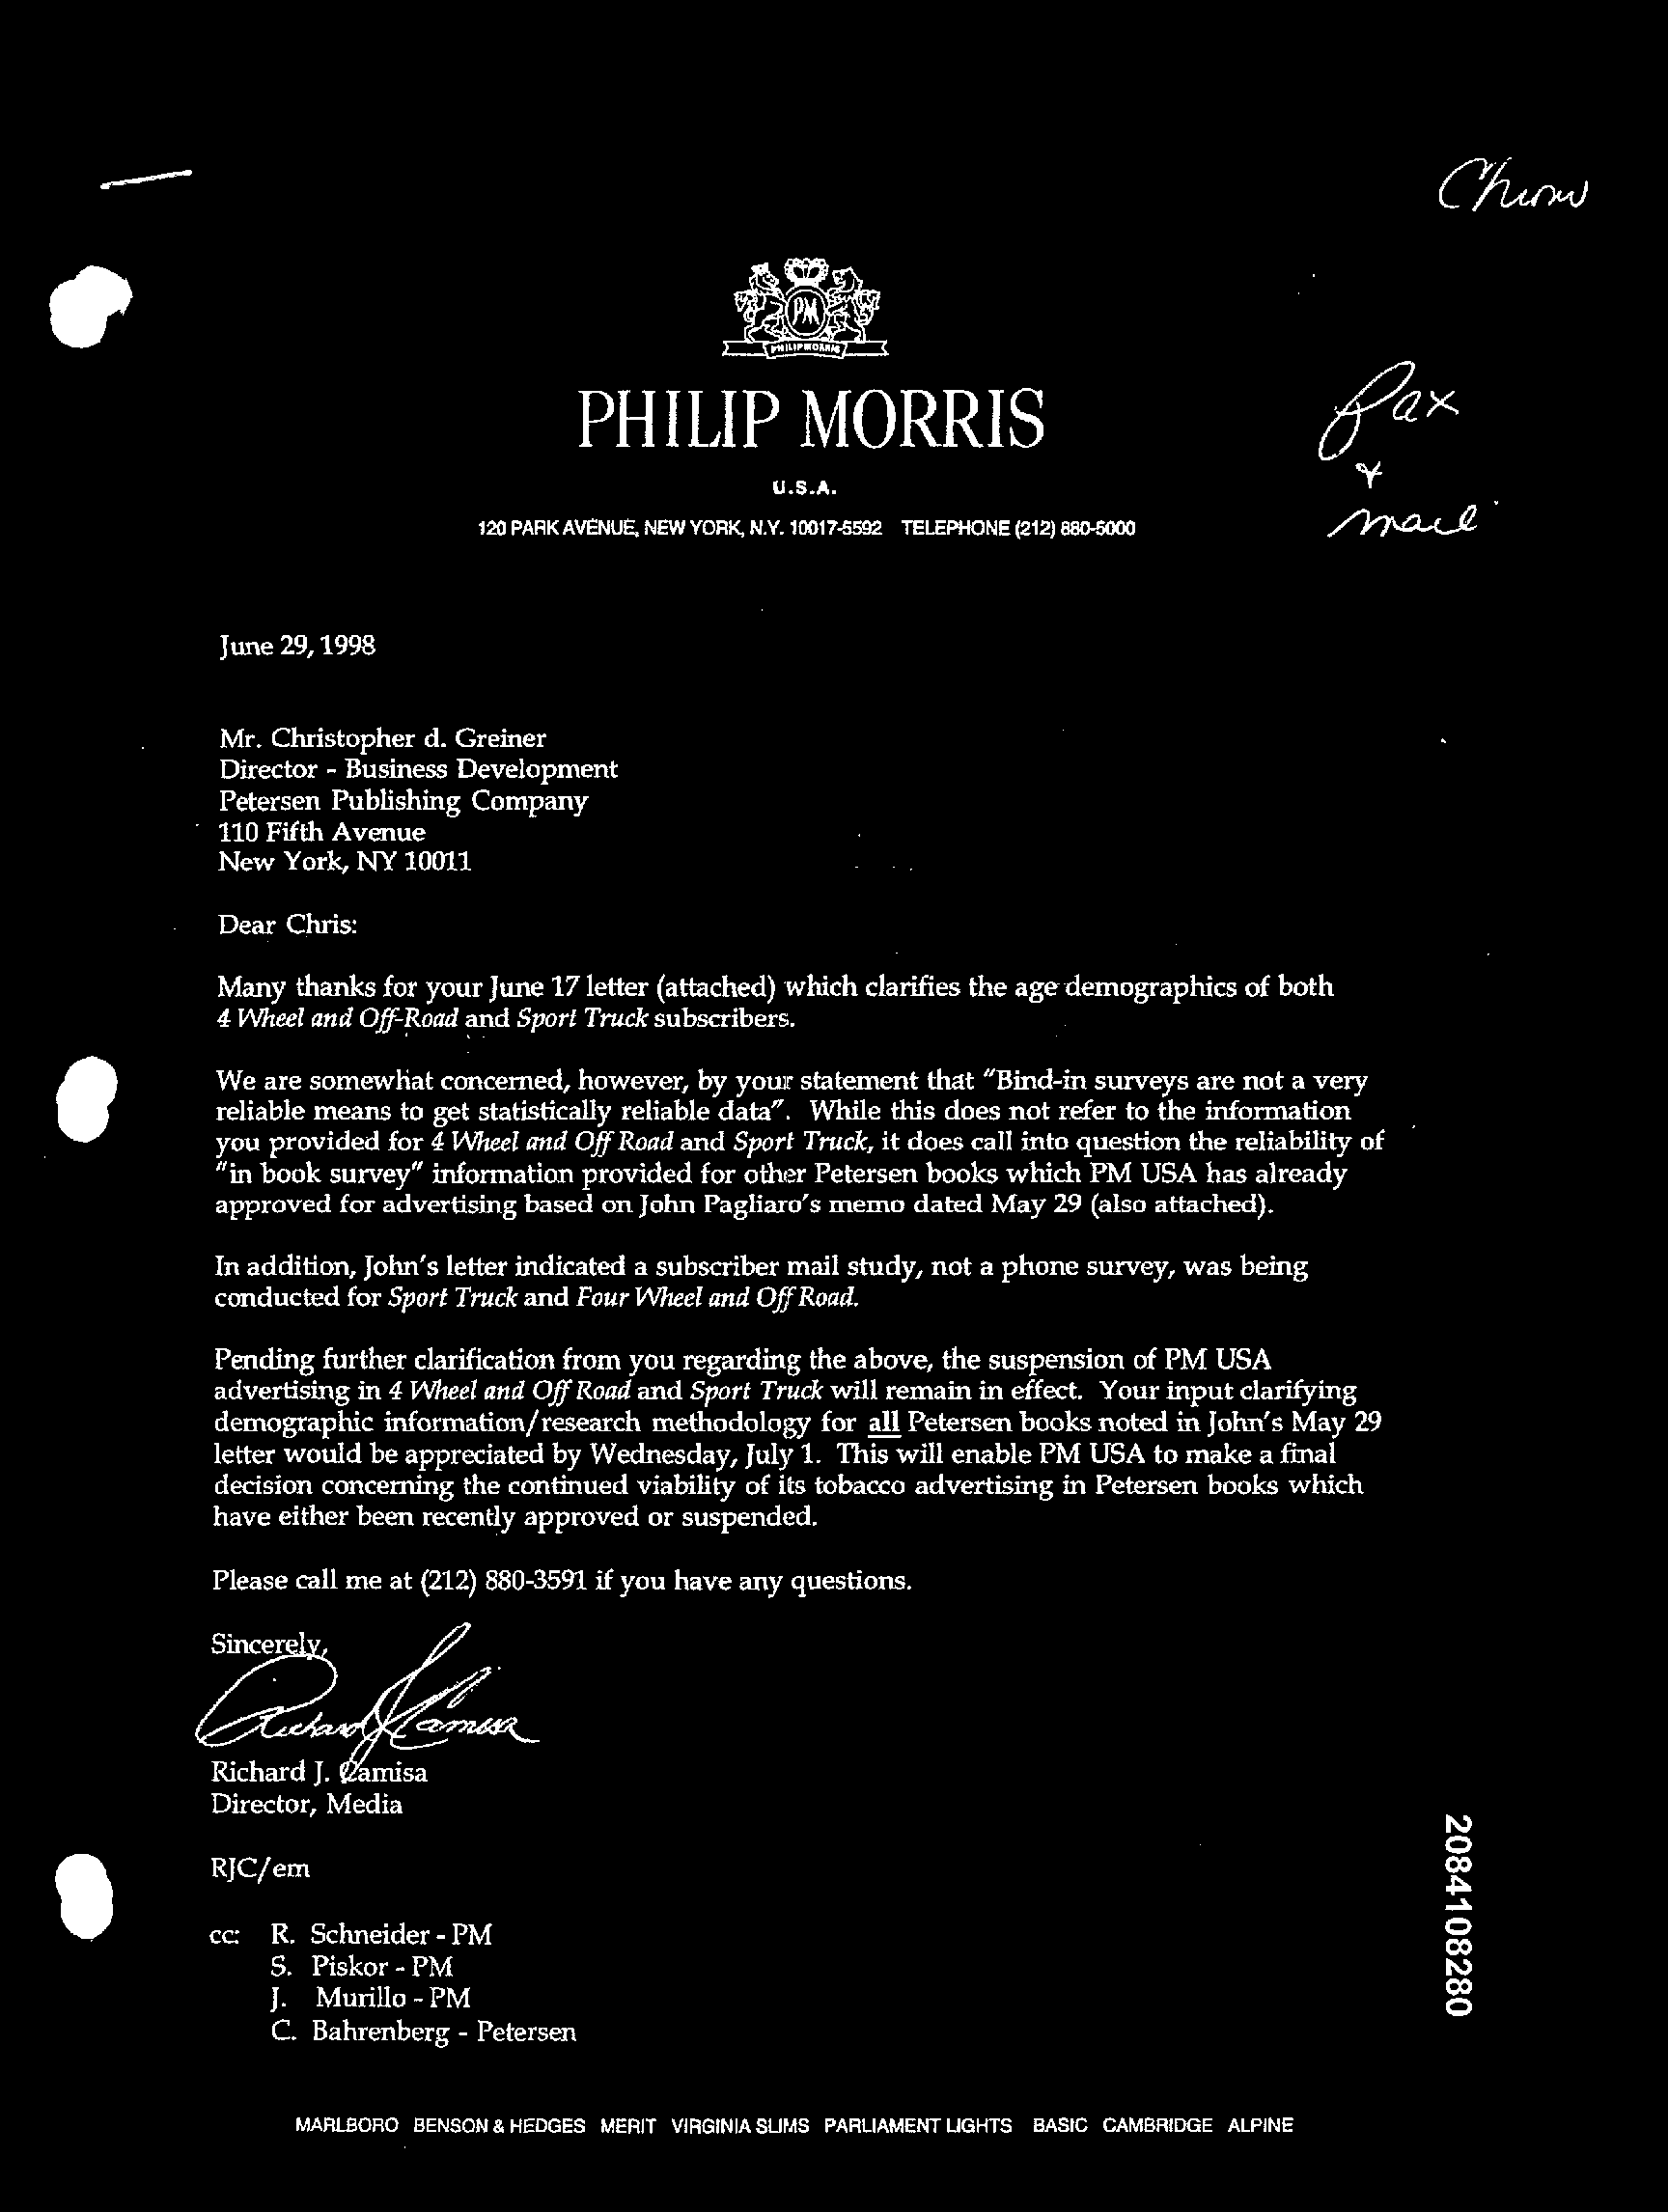 PM
PHILIP MORRIS
PHILIP MORRIS
U.S.A.
120 PARK AVENUE, NEW YORK, N.Y. 10017-5592 TELEPHONE (212) 880-5000
fax
&
mail
June 29, 1998
Mr. Christopher d. Greiner
Director - Business Development
Petersen Publishing Company
110 Fifth Avenue
New York, NY 10011
Dear Chris:
Many thanks for your June 17 letter (attached) which clarifies the age demographics of both
4 Wheel and Off-Road and Sport Truck subscribers.
We are somewhat concerned, however, by your statement that "Bind-in surveys are not a very
reliable means to get statistically reliable data". While this does not refer to the information
you provided for 4 Wheel and Off Road and Sport Truck, it does call into question the reliability of
"in book survey" information provided for other Petersen books which PM USA has already
approved for advertising based on John Pagliaro's memo dated May 29 (also attached).
In addition, John's letter indicated a subscriber mail study, not a phone survey, was being
conducted for Sport Truck and Four Wheel and Off Road.
Pending further clarification from you regarding the above, the suspension of PM USA
advertising in 4 Wheel and Off Road and Sport Truck will remain in effect. Your input clarifying
demographic information/research methodology for all Petersen books noted in John's May 29
letter would be appreciated by Wednesday, July 1. This will enable PM USA to make a final
decision concerning the continued viability of its tobacco advertising in Petersen books which
have either been recently approved or suspended.
Please call me at (212) 880-3591 if you have any questions.
Sincerely,
Richard J Camisa
Richard J. Camisa
Director, Media
RJC/em
cc: R. Schneider - PM
S. Piskor - PM
J. Murillo - PM
C. Bahrenberg - Petersen
2084108280
MARLBORO BENSON & HEDGES MERIT VIRGINIA SLIMS PARLIAMENT LIGHTS BASIC CAMBRIDGE ALPINE